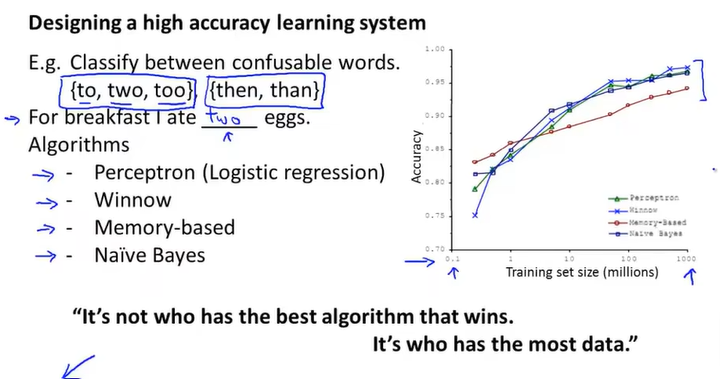 Designing a high accuracy learning system
E.g. Classify between confusable words.
{to, two, too}, {then, than}
For breakfast I ate two eggs.
Algorithms
- Perceptron (Logistic regression)
- Winnow
- Memory-based
- Naïve Bayes
1.00
0.95
0.90
0.85
0.80
0.75
0.70
Accuracy
Perceptron
Winnow
Memory-Based
Naïve Bayes
0.1 1 10 100 1000
Training set size (millions)
“It’s not who has the best algorithm that wins.
It’s who has the most data.”